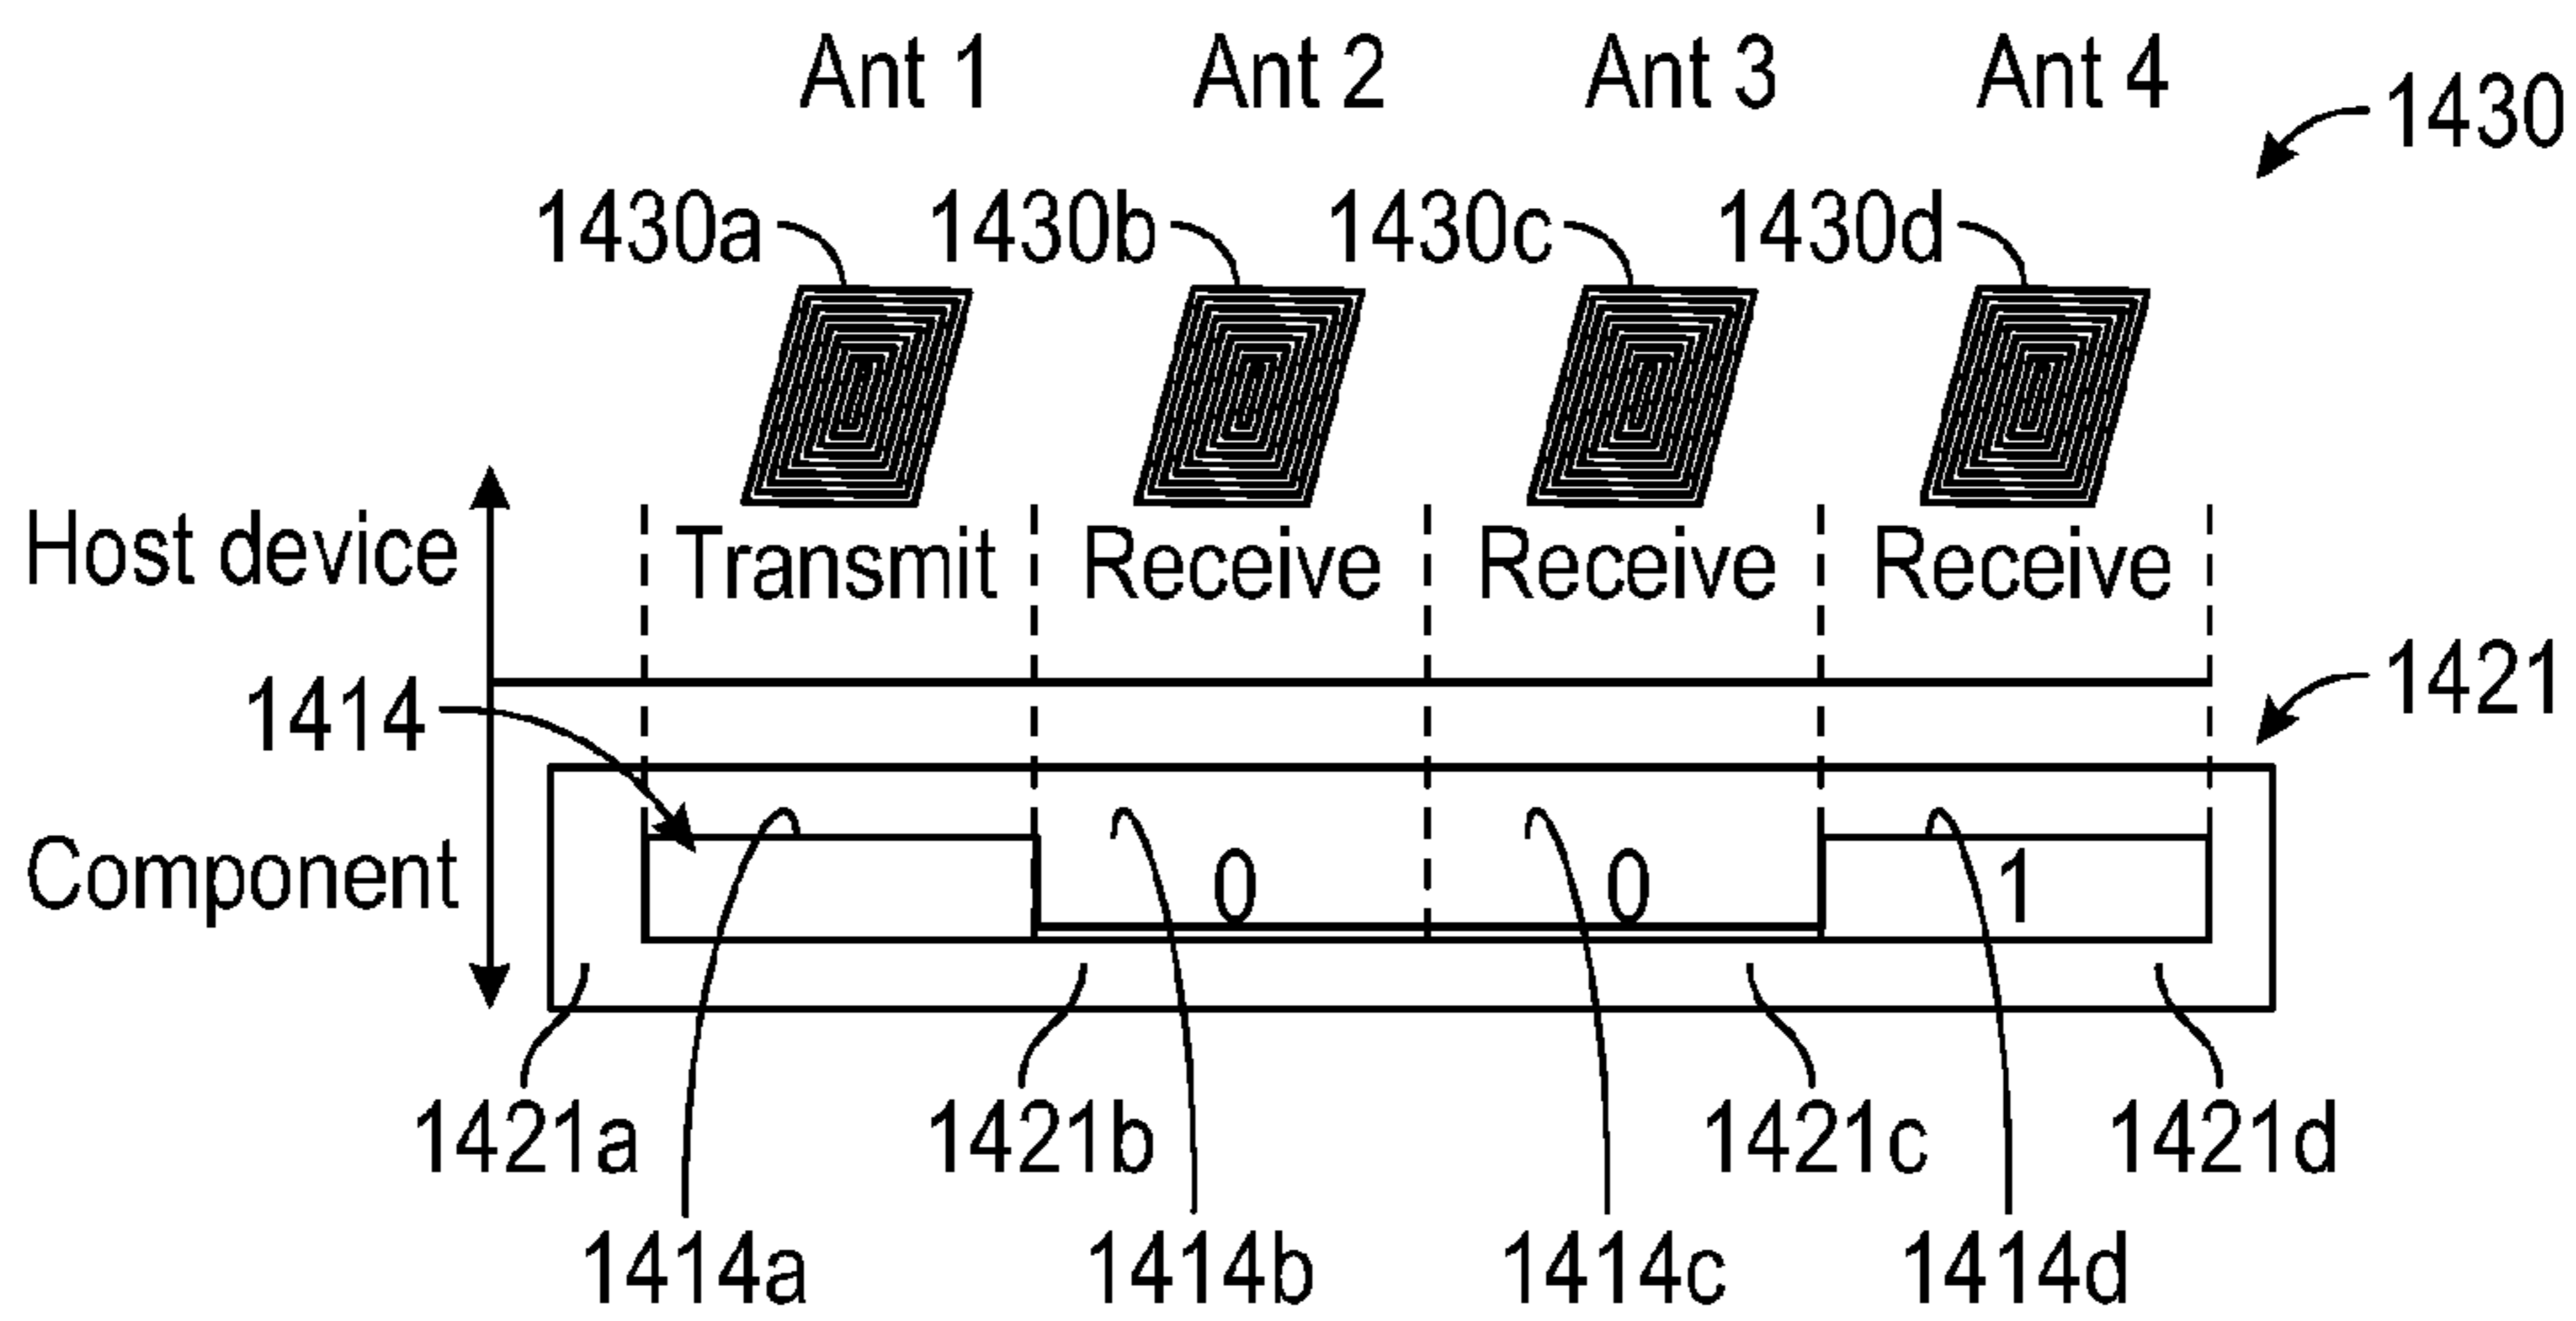 Ant 1 Ant 2 Ant 3 Ant 4
1430
1430a 1430b 1430c 1430d
Host device Transmit Receive Receive Receive
1414 1421
Component 0 0 1
1421a 1421b 1421c 1421d
1414a 1414b 1414c 1414d